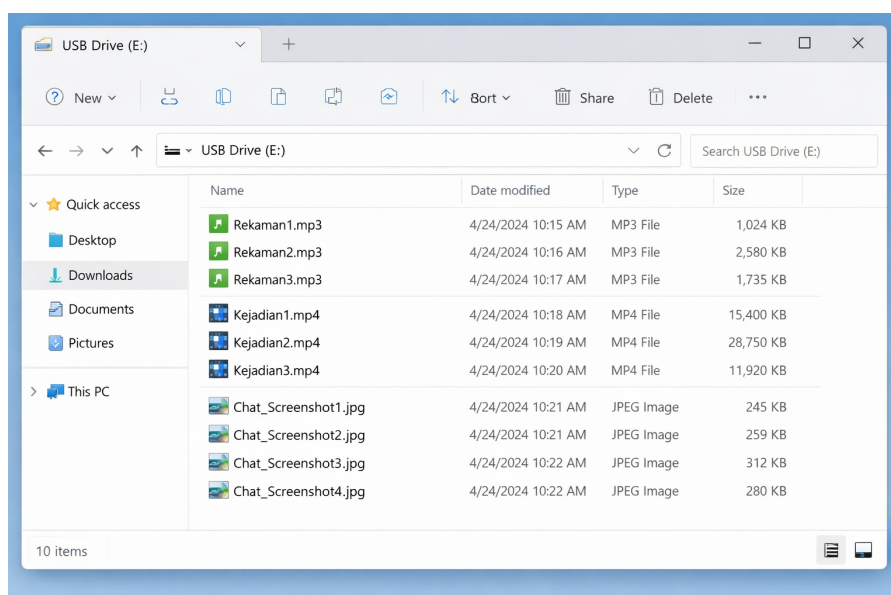 USB Drive (E:)
New Bort Share Delete
USB Drive (E:) Search USB Drive (E:)
Name Date modified Type Size
Quick access
Desktop
Downloads
Documents
Pictures
This PC
Rekaman1.mp3 4/24/2024 10:15 AM MP3 File 1,024 KB
Rekaman2.mp3 4/24/2024 10:16 AM MP3 File 2,580 KB
Rekaman3.mp3 4/24/2024 10:17 AM MP3 File 1,735 KB
Kejadian1.mp4 4/24/2024 10:18 AM MP4 File 15,400 KB
Kejadian2.mp4 4/24/2024 10:19 AM MP4 File 28,750 KB
Kejadian3.mp4 4/24/2024 10:20 AM MP4 File 11,920 KB
Chat_Screenshot1.jpg 4/24/2024 10:21 AM JPEG Image 245 KB
Chat_Screenshot2.jpg 4/24/2024 10:21 AM JPEG Image 259 KB
Chat_Screenshot3.jpg 4/24/2024 10:22 AM JPEG Image 312 KB
Chat_Screenshot4.jpg 4/24/2024 10:22 AM JPEG Image 280 KB
10 items